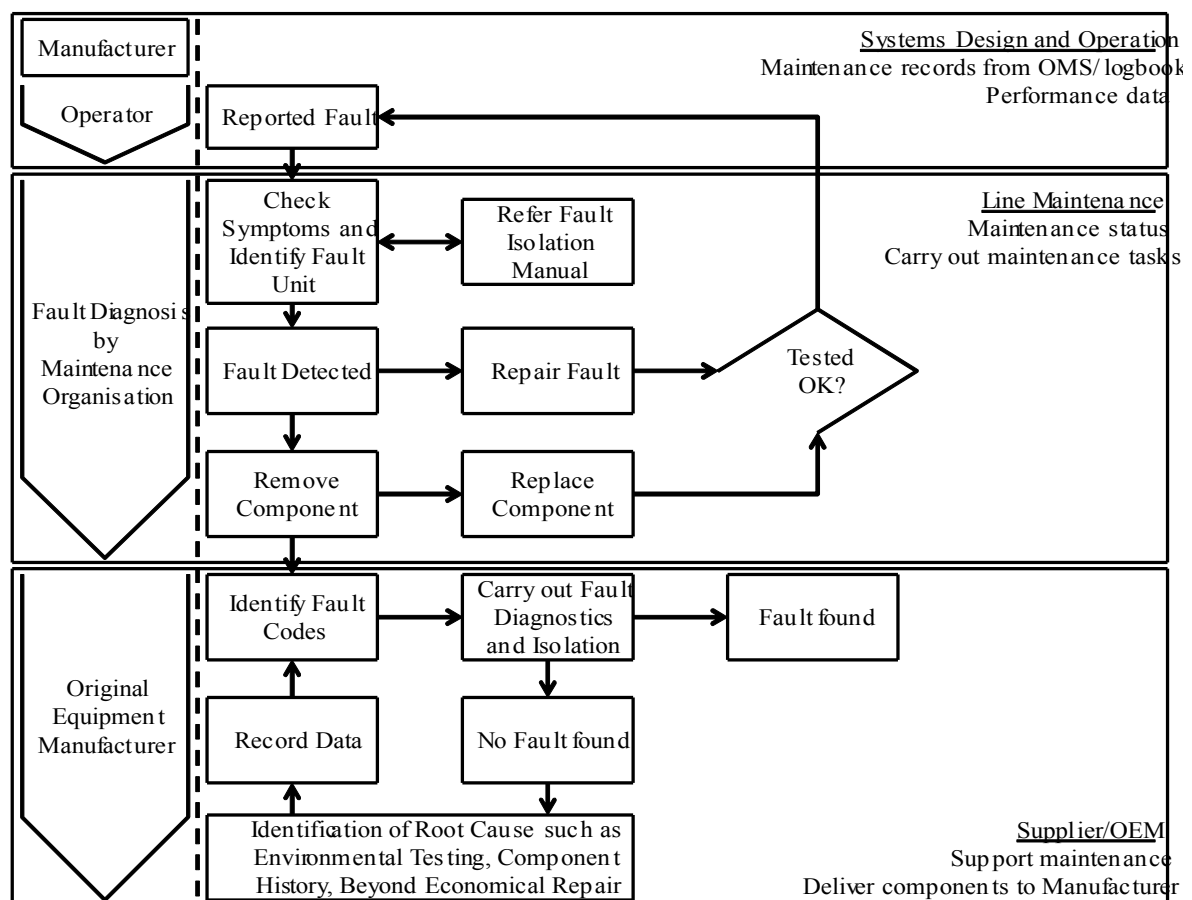 Manufacturer
Operator
Reported Fault
Systems Design and Operation
Maintenance records from OMS/logbook
Performance data
Fault Diagnosis
by
Maintenance
Organisation
Check
Symptoms and
Identify Fault
Unit
Refer Fault
Isolation
Manual
Line Maintenance
Maintenance status
Carry out maintenance tasks
Fault Detected
Repair Fault
Tested
OK?
Remove
Component
Replace
Component
Original
Equipment
Manufacturer
Identify Fault
Codes
Carry out Fault
Diagnostics
and Isolation
Fault found
Record Data
No Fault found
Identification of Root Cause such as
Environmental Testing, Component
History, Beyond Economical Repair
Supplier/OEM
Support maintenance
Deliver components to Manufacturer